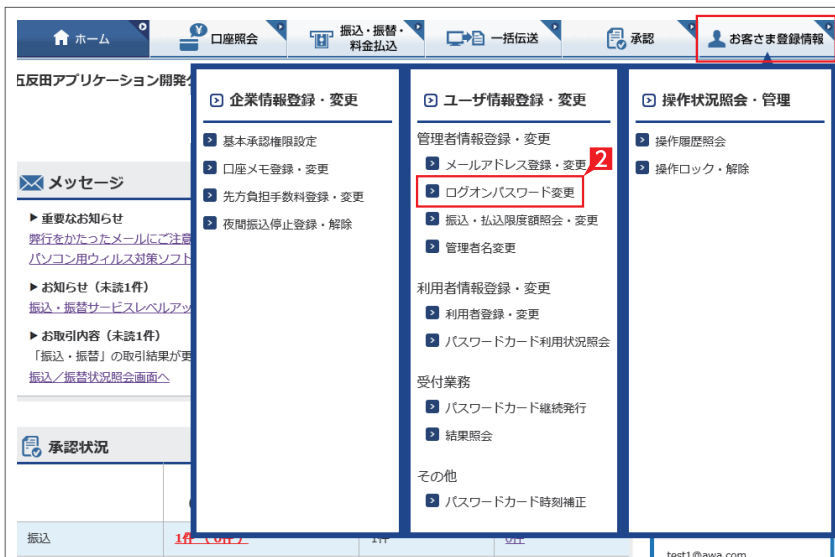 ホーム
口座照会
振込・振替・
料金払込
一括伝送
承認
お客さま登録情報
五反田アプリケーション開発
企業情報登録・変更
基本承認権限設定
口座メモ登録・変更
先方負担手数料登録・変更
夜間振込停止登録・解除
ユーザ情報登録・変更
管理者情報登録・変更
メールアドレス登録・変更
2
ログオンパスワード変更
振込・払込限度額照会・変更
管理者名変更
利用者情報登録・変更
利用者登録・変更
パスワードカード利用状況照会
受付業務
パスワードカード継続発行
結果照会
その他
パスワードカード時刻補正
操作状況照会・管理
操作履歴照会
操作ロック・解除
メッセージ
▶ 重要なお知らせ
弊行をかたったメールにご注意
パソコン用ウィルス対策ソフト
▶ お知らせ（未読1件）
振込・振替サービスレベルアッ
▶ お取引内容（未読1件）
「振込・振替」の取引結果が更
振込／振替状況照会画面へ
承認状況
振込
1件 ( 0件 )
1件
0件
test1@awa.com